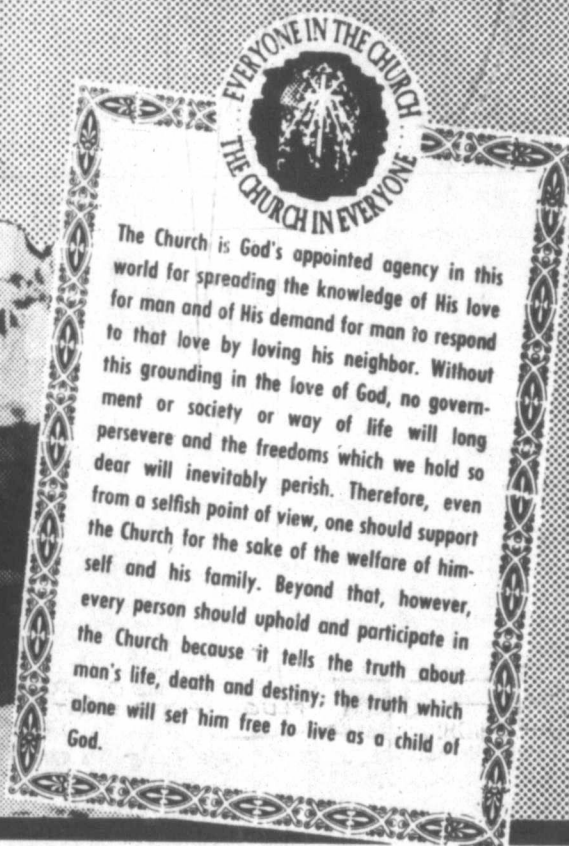 EVERYONE IN THE CHURCH
THE CHURCH IN EVERYONE
The Church is God's appointed agency in this
world for spreading the knowledge of His love
for man and of His demand for man to respond
to that love by loving his neighbor. Without
this grounding in the love of God, no govern-
ment or society or way of life will long
persevere and the freedoms which we hold so
dear will inevitably perish. Therefore, even
from a selfish point of view, one should support
the Church for the sake of the welfare of him-
self and his family. Beyond that, however,
every person should uphold and participate in
the Church because it tells the truth about
man's life, death and destiny; the truth which
alone will set him free to live as a child of
God.